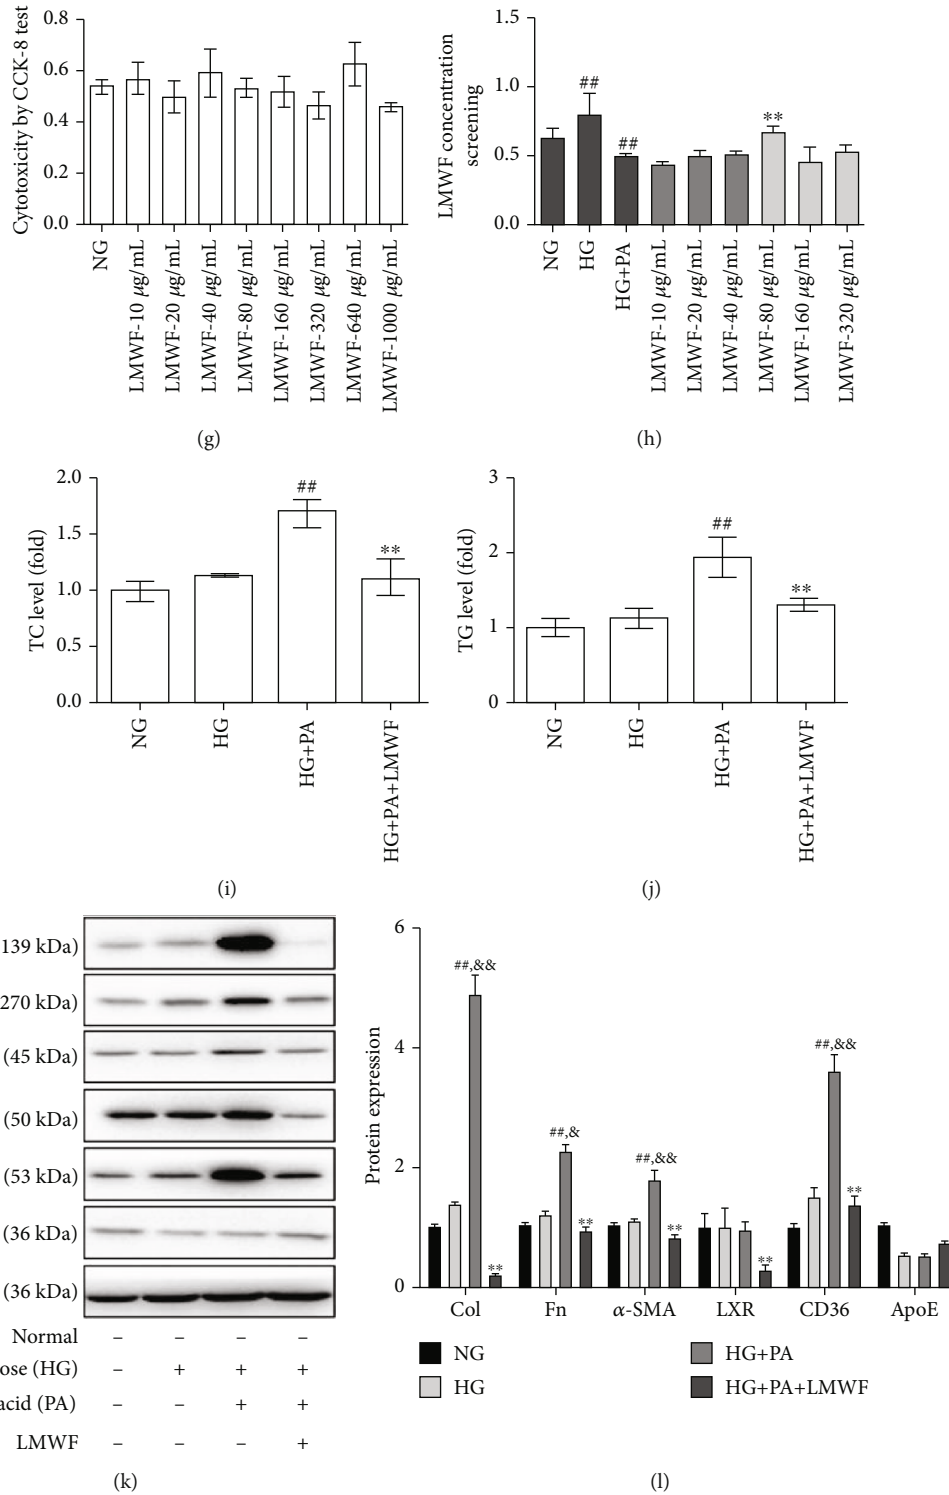 Cytotoxicity by CCK-8 test
0.8
0.6
0.4
0.2
0.0
NG
LMWF-10 μg/mL
LMWF-20 μg/mL
LMWF-40 μg/mL
LMWF-80 μg/mL
LMWF-160 μg/mL
LMWF-320 μg/mL
LMWF-640 μg/mL
LMWF-1000 μg/mL
(g)
LMWF concentration
screening
1.5
1.0
0.5
0.0
##
##
**
NG
HG
HG+PA
LMWF-10 μg/mL
LMWF-20 μg/mL
LMWF-40 μg/mL
LMWF-80 μg/mL
LMWF-160 μg/mL
LMWF-320 μg/mL
(h)
TC level (fold)
2.0
1.5
1.0
0.5
0.0
##
**
NG
HG
HG+PA
HG+PA+LMWF
(i)
TG level (fold)
3
2
1
0
##
**
NG
HG
HG+PA
HG+PA+LMWF
(j)
139 kDa)
270 kDa)
(45 kDa)
(50 kDa)
(53 kDa)
(36 kDa)
(36 kDa)
Normal – – – –
ose (HG) – + + +
acid (PA) – – + +
LMWF – – – +
(k)
Protein expression
6
4
2
0
##,&&
**
##,&
**
##,&&
**
**
##,&&
**
Col Fn α-SMA LXR CD36 ApoE
NG
HG
HG+PA
HG+PA+LMWF
(l)